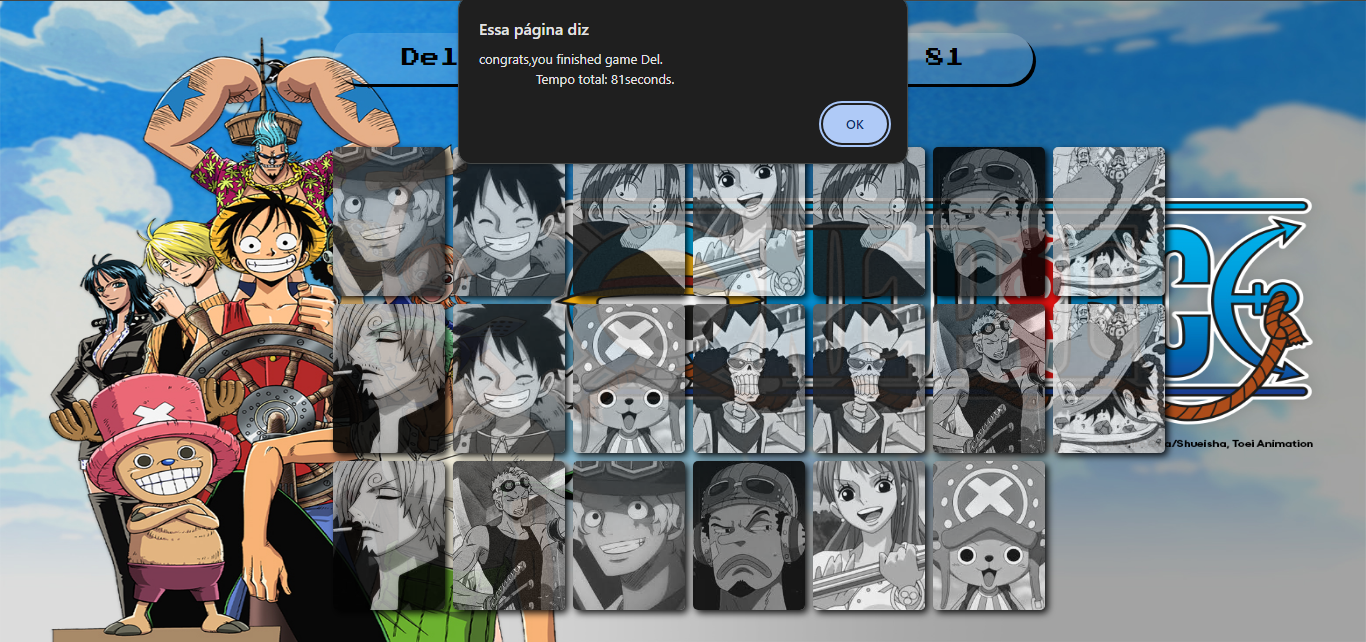 Essa página diz
congrats,you finished game Del.
Tempo total: 81seconds.
OK
Del
81
a/Shueisha, Toei Animation